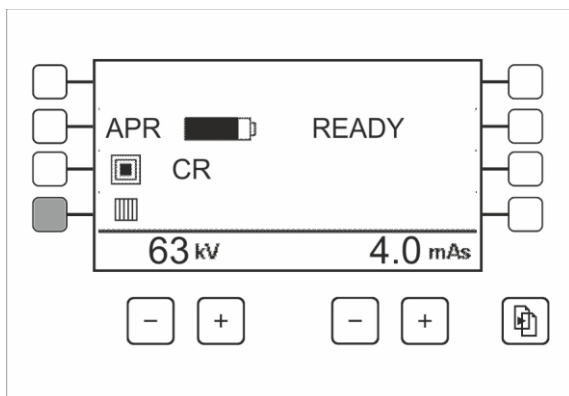 APR READY
CR
63 kV 4.0 mAs
- + - +